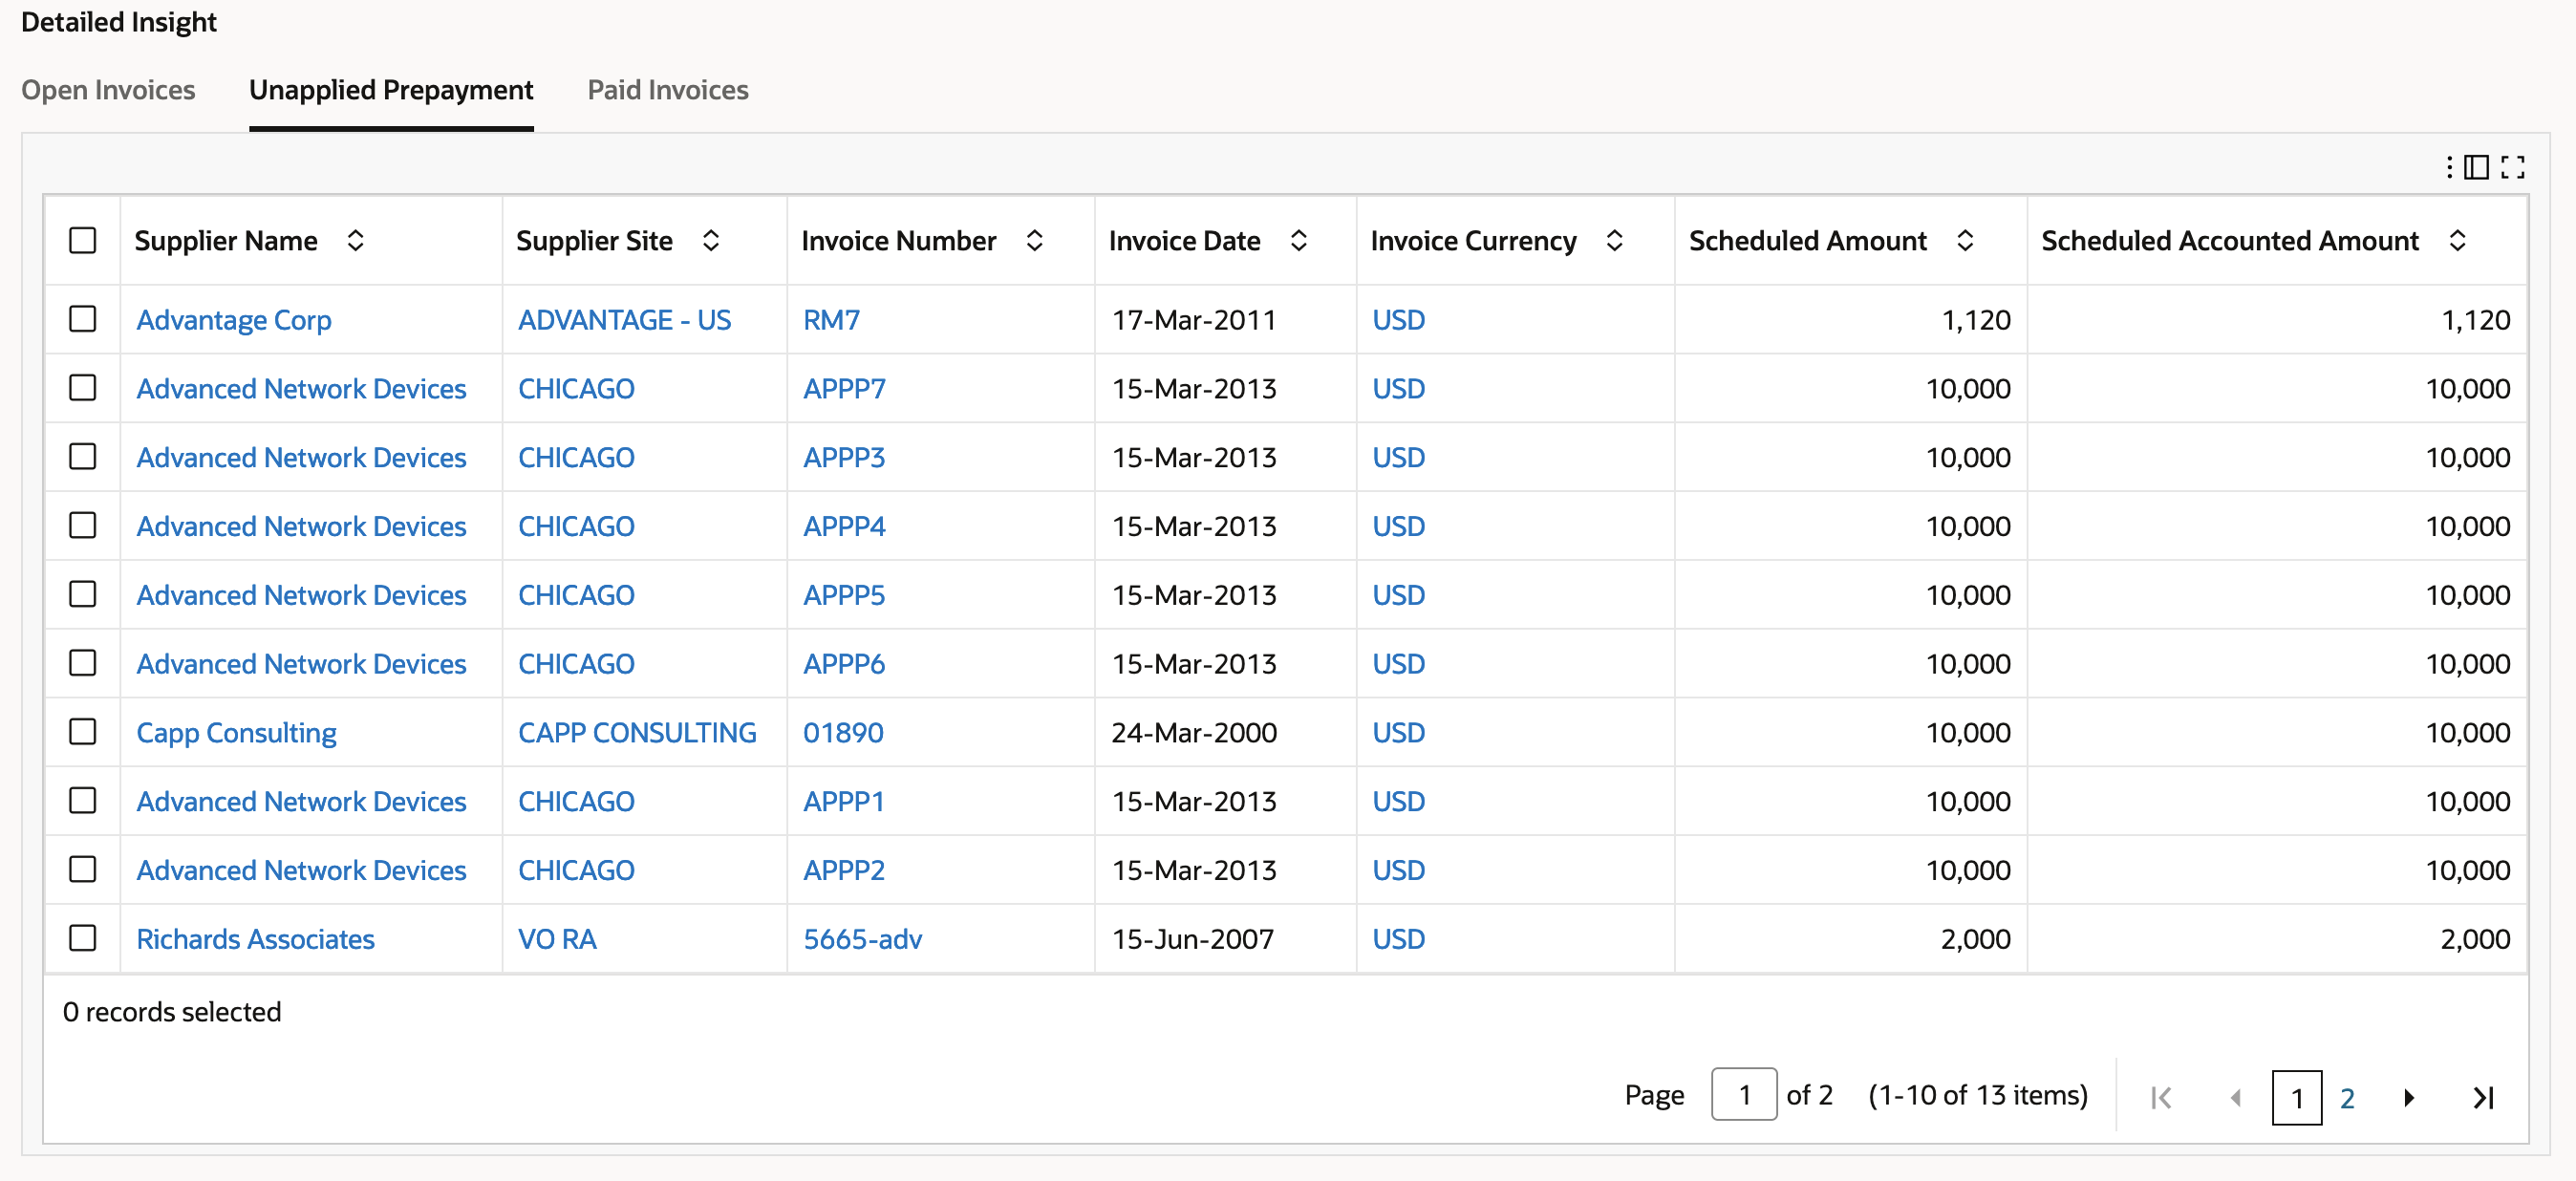 Detailed Insight
Open Invoices Unapplied Prepayment Paid Invoices
Supplier Name Supplier Site Invoice Number Invoice Date Invoice Currency Scheduled Amount Scheduled Accounted Amount
Advantage Corp ADVANTAGE - US RM7 17-Mar-2011 USD 1,120 1,120
Advanced Network Devices CHICAGO APPP7 15-Mar-2013 USD 10,000 10,000
Advanced Network Devices CHICAGO APPP3 15-Mar-2013 USD 10,000 10,000
Advanced Network Devices CHICAGO APPP4 15-Mar-2013 USD 10,000 10,000
Advanced Network Devices CHICAGO APPP5 15-Mar-2013 USD 10,000 10,000
Advanced Network Devices CHICAGO APPP6 15-Mar-2013 USD 10,000 10,000
Capp Consulting CAPP CONSULTING 01890 24-Mar-2000 USD 10,000 10,000
Advanced Network Devices CHICAGO APPP1 15-Mar-2013 USD 10,000 10,000
Advanced Network Devices CHICAGO APPP2 15-Mar-2013 USD 10,000 10,000
Richards Associates VO RA 5665-adv 15-Jun-2007 USD 2,000 2,000
0 records selected
Page 1 of 2 (1-10 of 13 items) 1 2